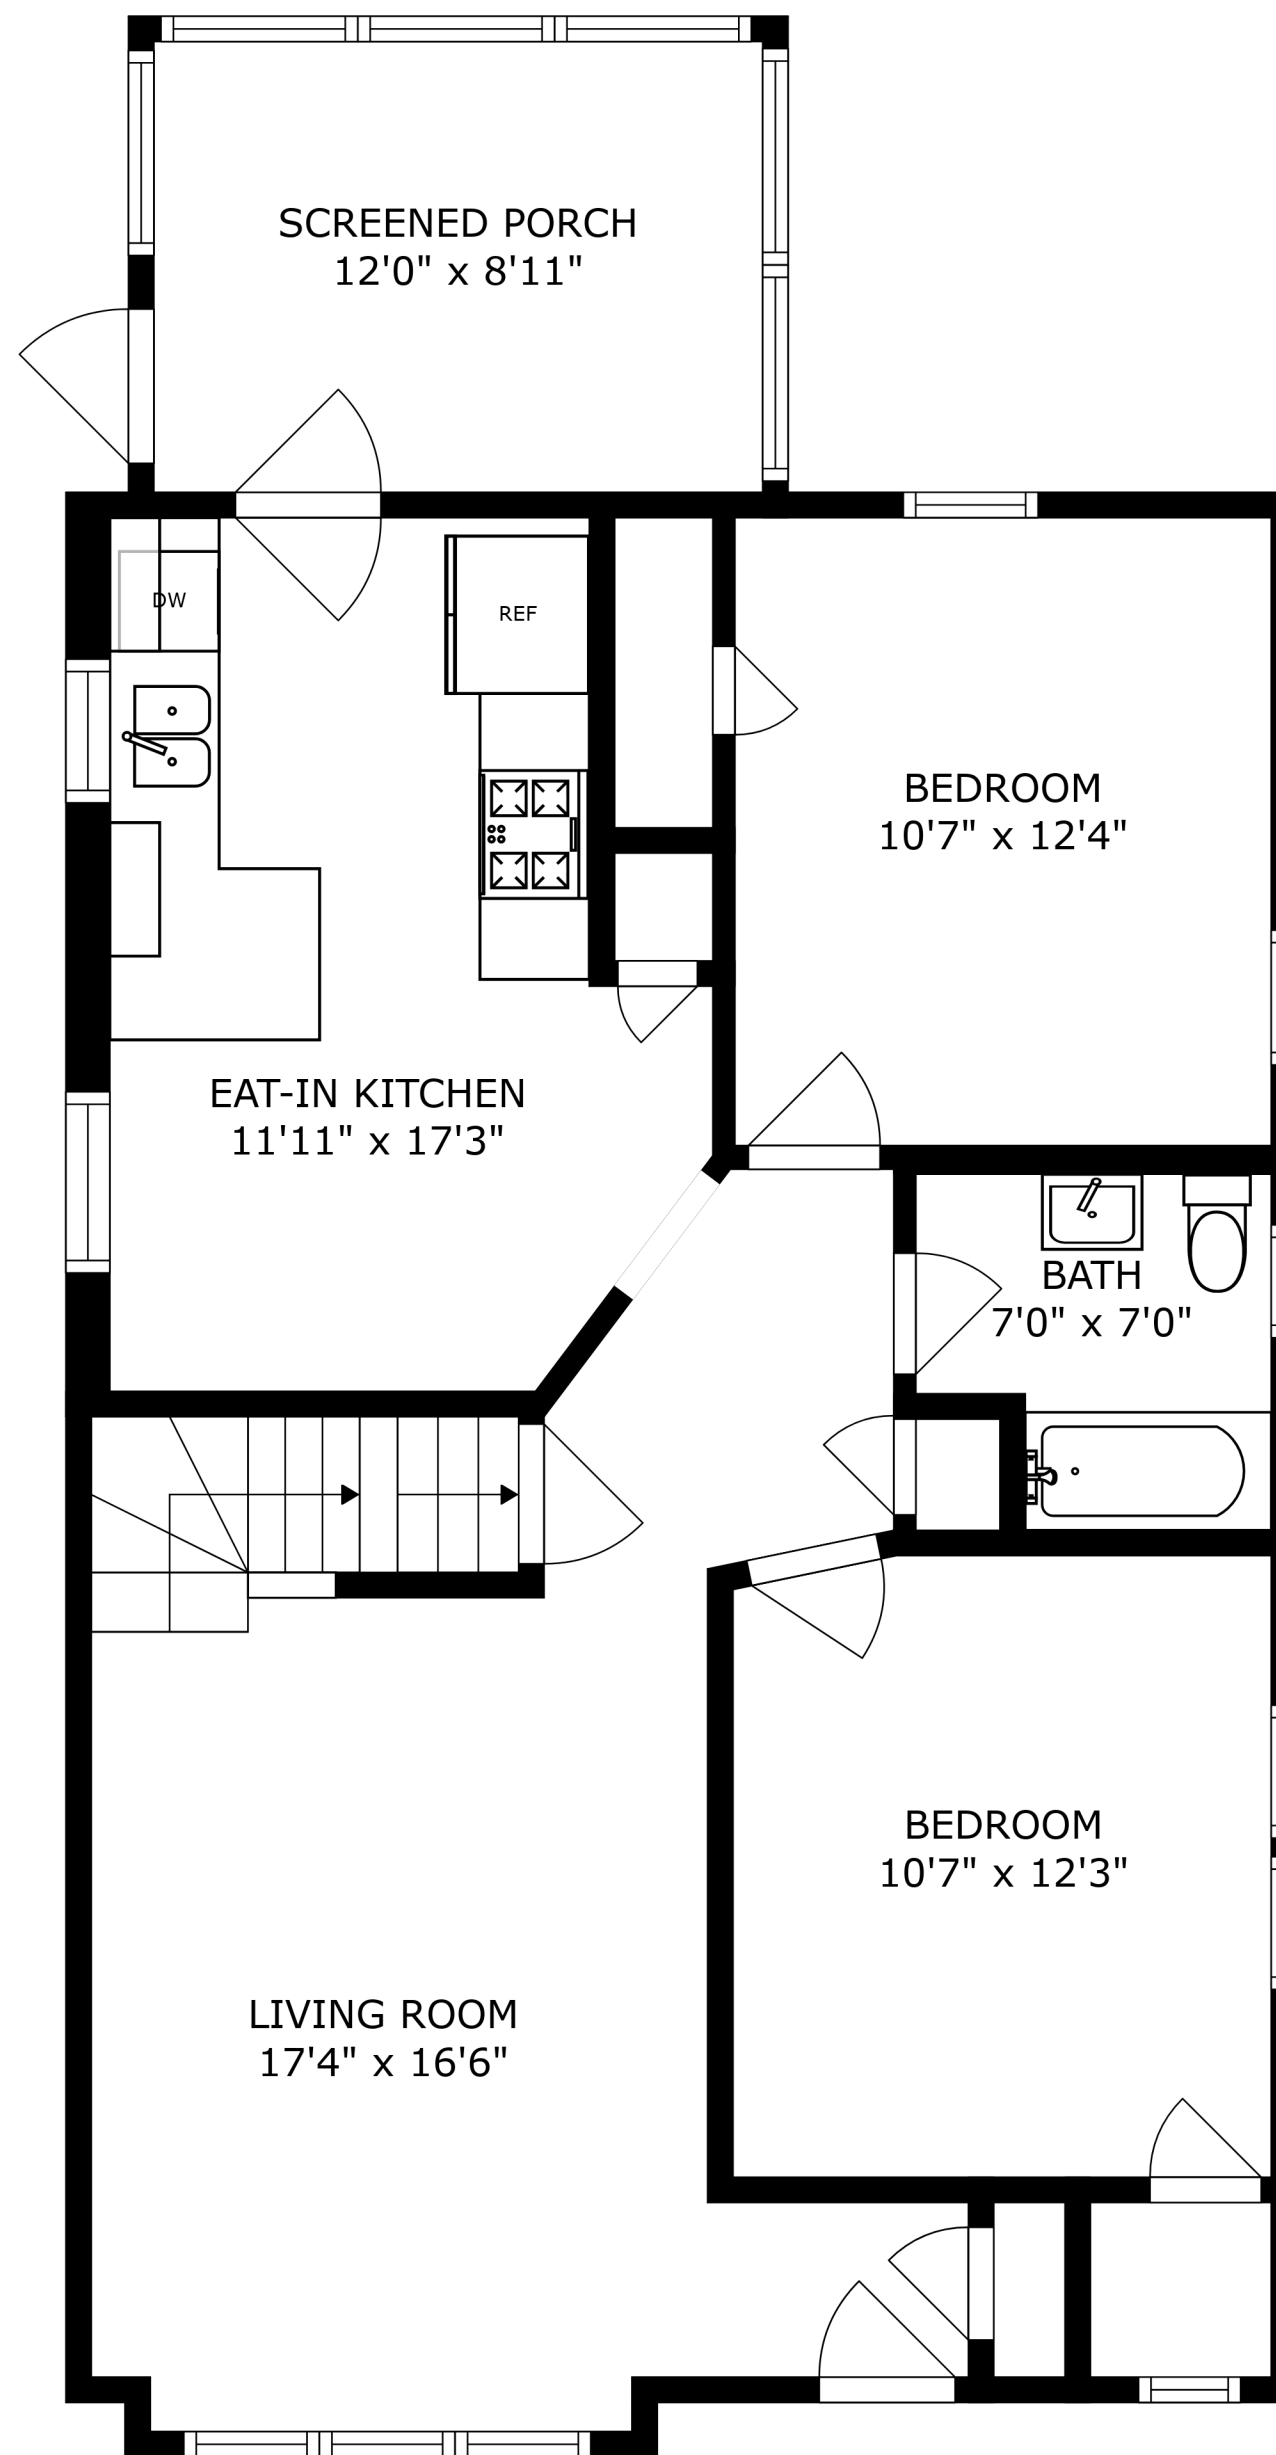 SCREENED PORCH
12'0" x 8'11"
DW
REF
BEDROOM
10'7" x 12'4"
EAT-IN KITCHEN
11'11" x 17'3"
BATH
7'0" x 7'0"
BEDROOM
10'7" x 12'3"
LIVING ROOM
17'4" x 16'6"